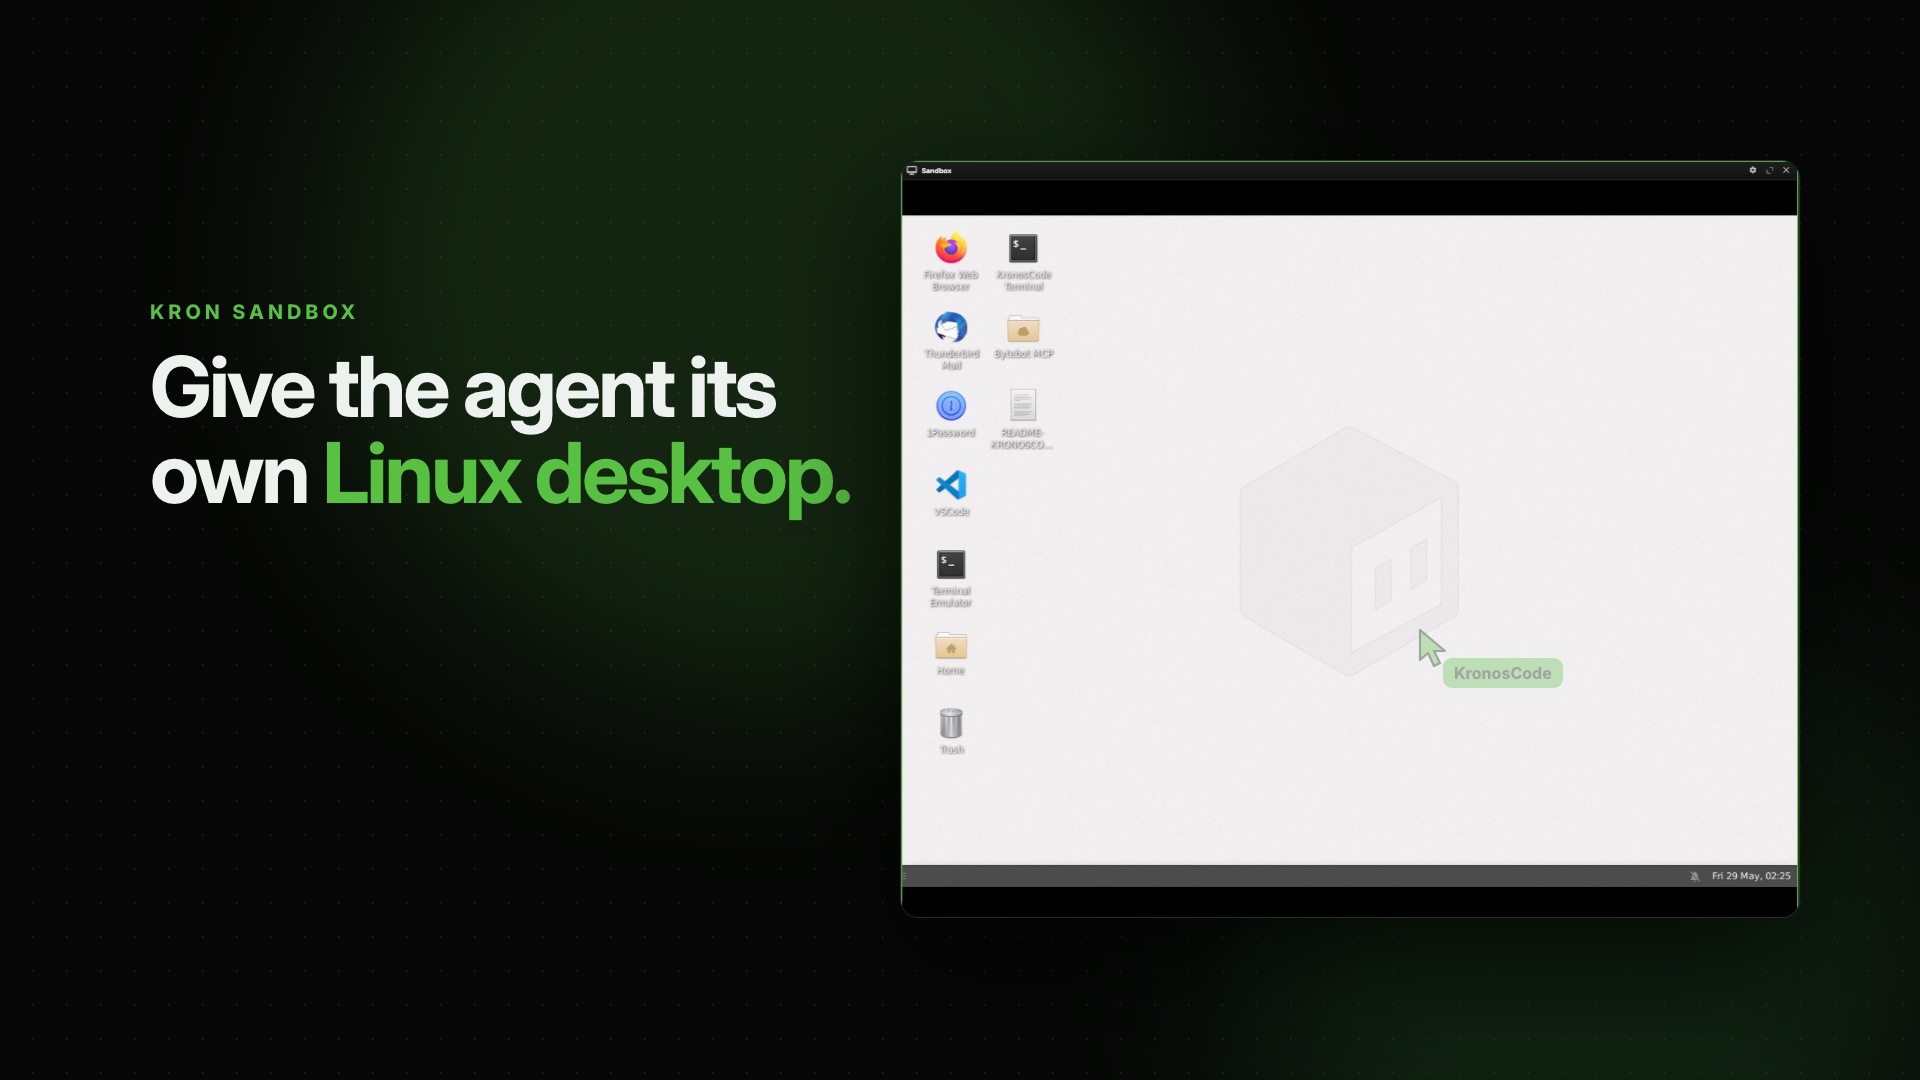 KRON SANDBOX
Give the agent its
own Linux desktop.
Sandbox
Firefox Web
Browser
KronosCode
Terminal
$_
Thunderbird
Mail
Bytebot MCP
1Password
README-
KRONOSCO...
VSCode
$_
Terminal
Emulator
Home
Trash
KronosCode
Fri 29 May, 02:25